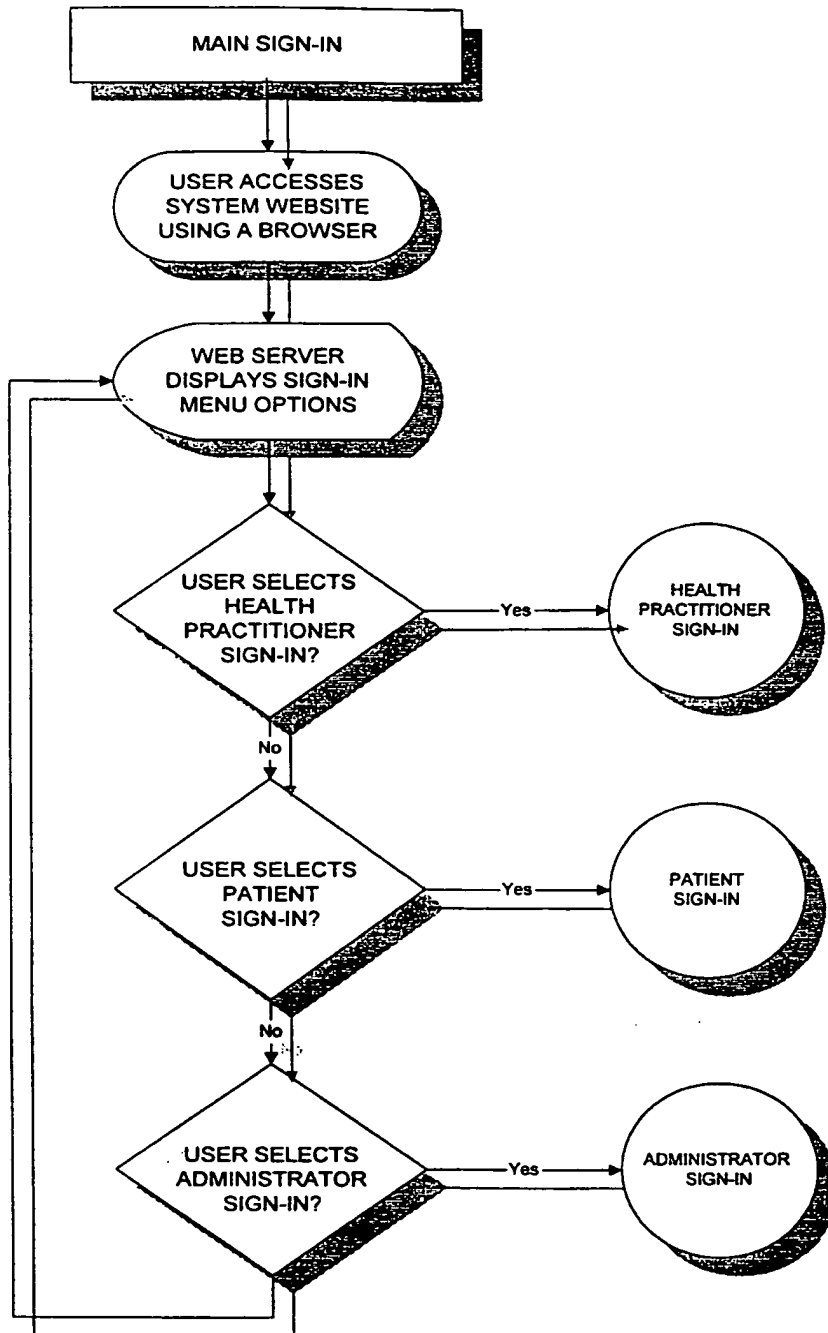 MAIN SIGN-IN
USER ACCESSES
SYSTEM WEBSITE
USING A BROWSER
WEB SERVER
DISPLAYS SIGN-IN
MENU OPTIONS
USER SELECTS
HEALTH
PRACTITIONER
SIGN-IN?
Yes
HEALTH
PRACTITIONER
SIGN-IN
No
USER SELECTS
PATIENT
SIGN-IN?
Yes
PATIENT
SIGN-IN
No
USER SELECTS
ADMINISTRATOR
SIGN-IN?
Yes
ADMINISTRATOR
SIGN-IN